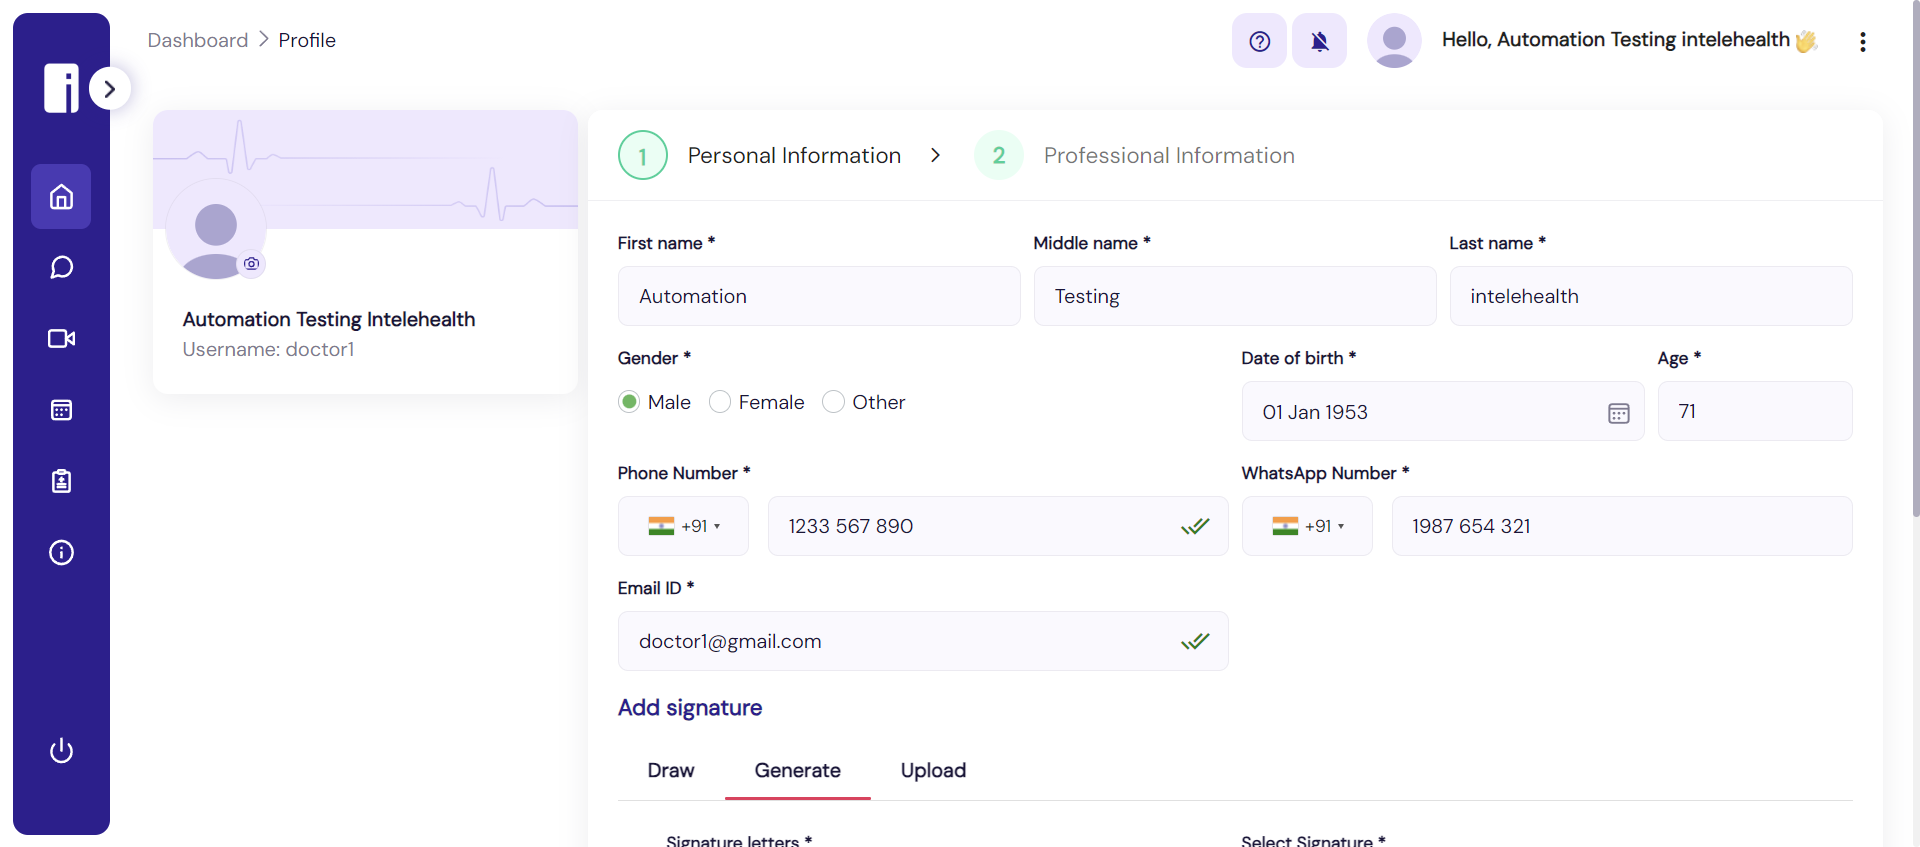 Dashboard > Profile
Hello, Automation Testing intelehealth 👋
Automation Testing Intelehealth
Username: doctor1
1 Personal Information > 2 Professional Information
First name * Middle name * Last name *
Automation Testing intelehealth
Gender * Date of birth * Age *
Male Female Other
01 Jan 1953 71
Phone Number * WhatsApp Number *
+91 1233 567 890 +91 1987 654 321
Email ID *
doctor1@gmail.com
Add signature
Draw Generate Upload
Signature letters * Select Signature *